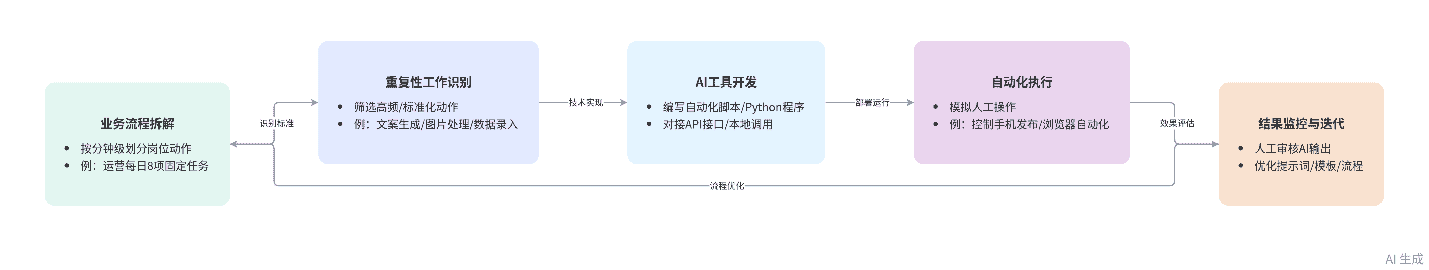 业务流程拆解
按分钟级划分岗位动作
例：运营每日8项固定任务
识别标准
重复性工作识别
筛选高频/标准化动作
例：文案生成/图片处理/数据录入
技术实现
AI工具开发
编写自动化脚本/Python程序
对接API接口/本地调用
部署运行
自动化执行
模拟人工操作
例：控制手机发布/浏览器自动化
效果评估
结果监控与迭代
人工审核AI输出
优化提示词/模板/流程
流程优化
AI 生成